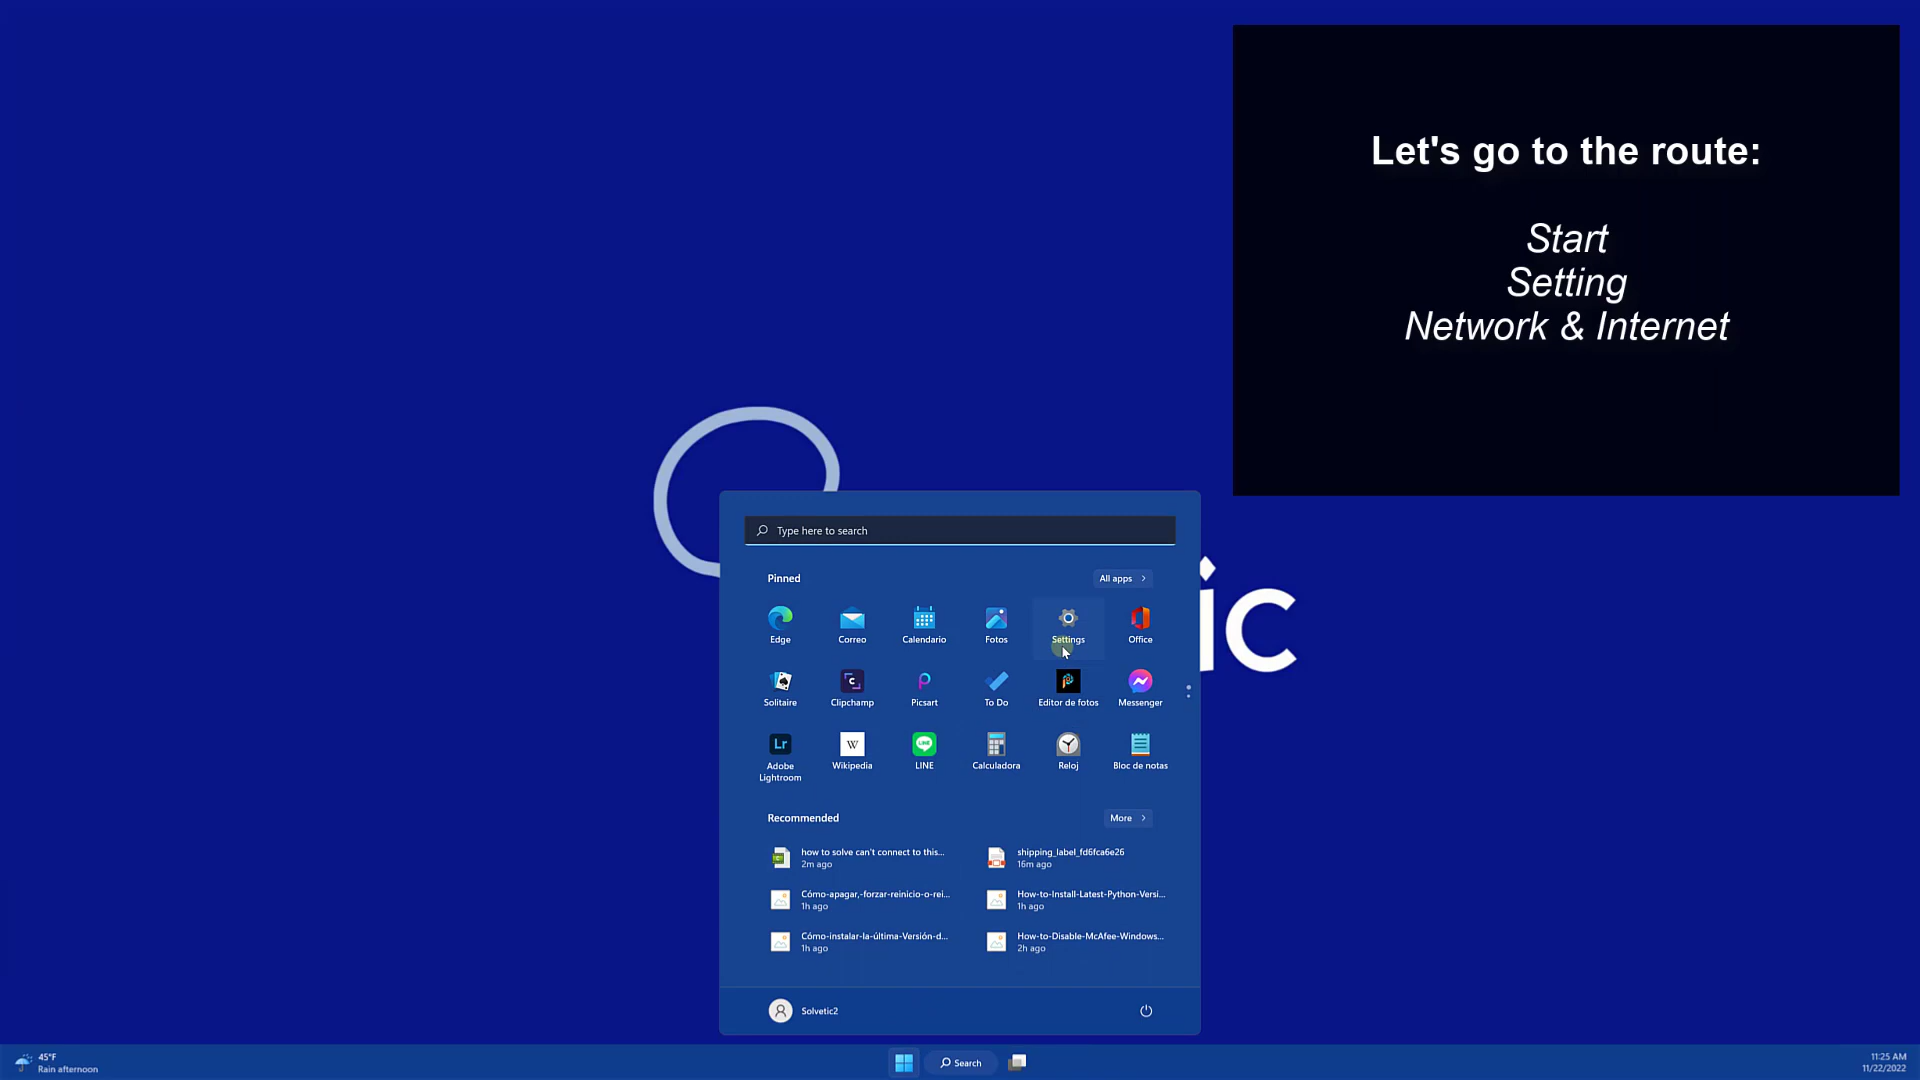 Let's go to the route:
Start
Setting
Network & Internet
ic
Type here to search
Pinned
All apps
Edge
Correo
Calendario
Fotos
Settings
Office
Solitaire
Clipchamp
Picsart
To Do
Editor de fotos
Messenger
Lr
Adobe
Lightroom
W
Wikipedia
LINE
LINE
Calculadora
Reloj
Bloc de notas
Recommended
More
how to solve can't connect to this...
2m ago
shipping_label_fd6fca6e26
16m ago
Cómo-apagar,-forzar-reinicio-o-rei...
1h ago
How-to-Install-Latest-Python-Versi...
1h ago
Cómo-instalar-la-última-Versión-d...
1h ago
How-to-Disable-McAfee-Windows...
2h ago
Solvetic2
45°F
Rain afternoon
Search
11:25 AM
11/22/2022